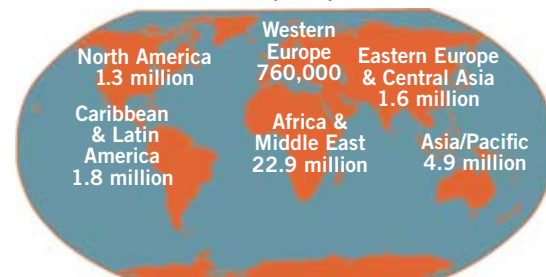 North America
1.3 million
Western
Europe
760,000
Eastern Europe
& Central Asia
1.6 million
Caribbean
& Latin
America
1.8 million
Africa &
Middle East
22.9 million
Asia/Pacific
4.9 million